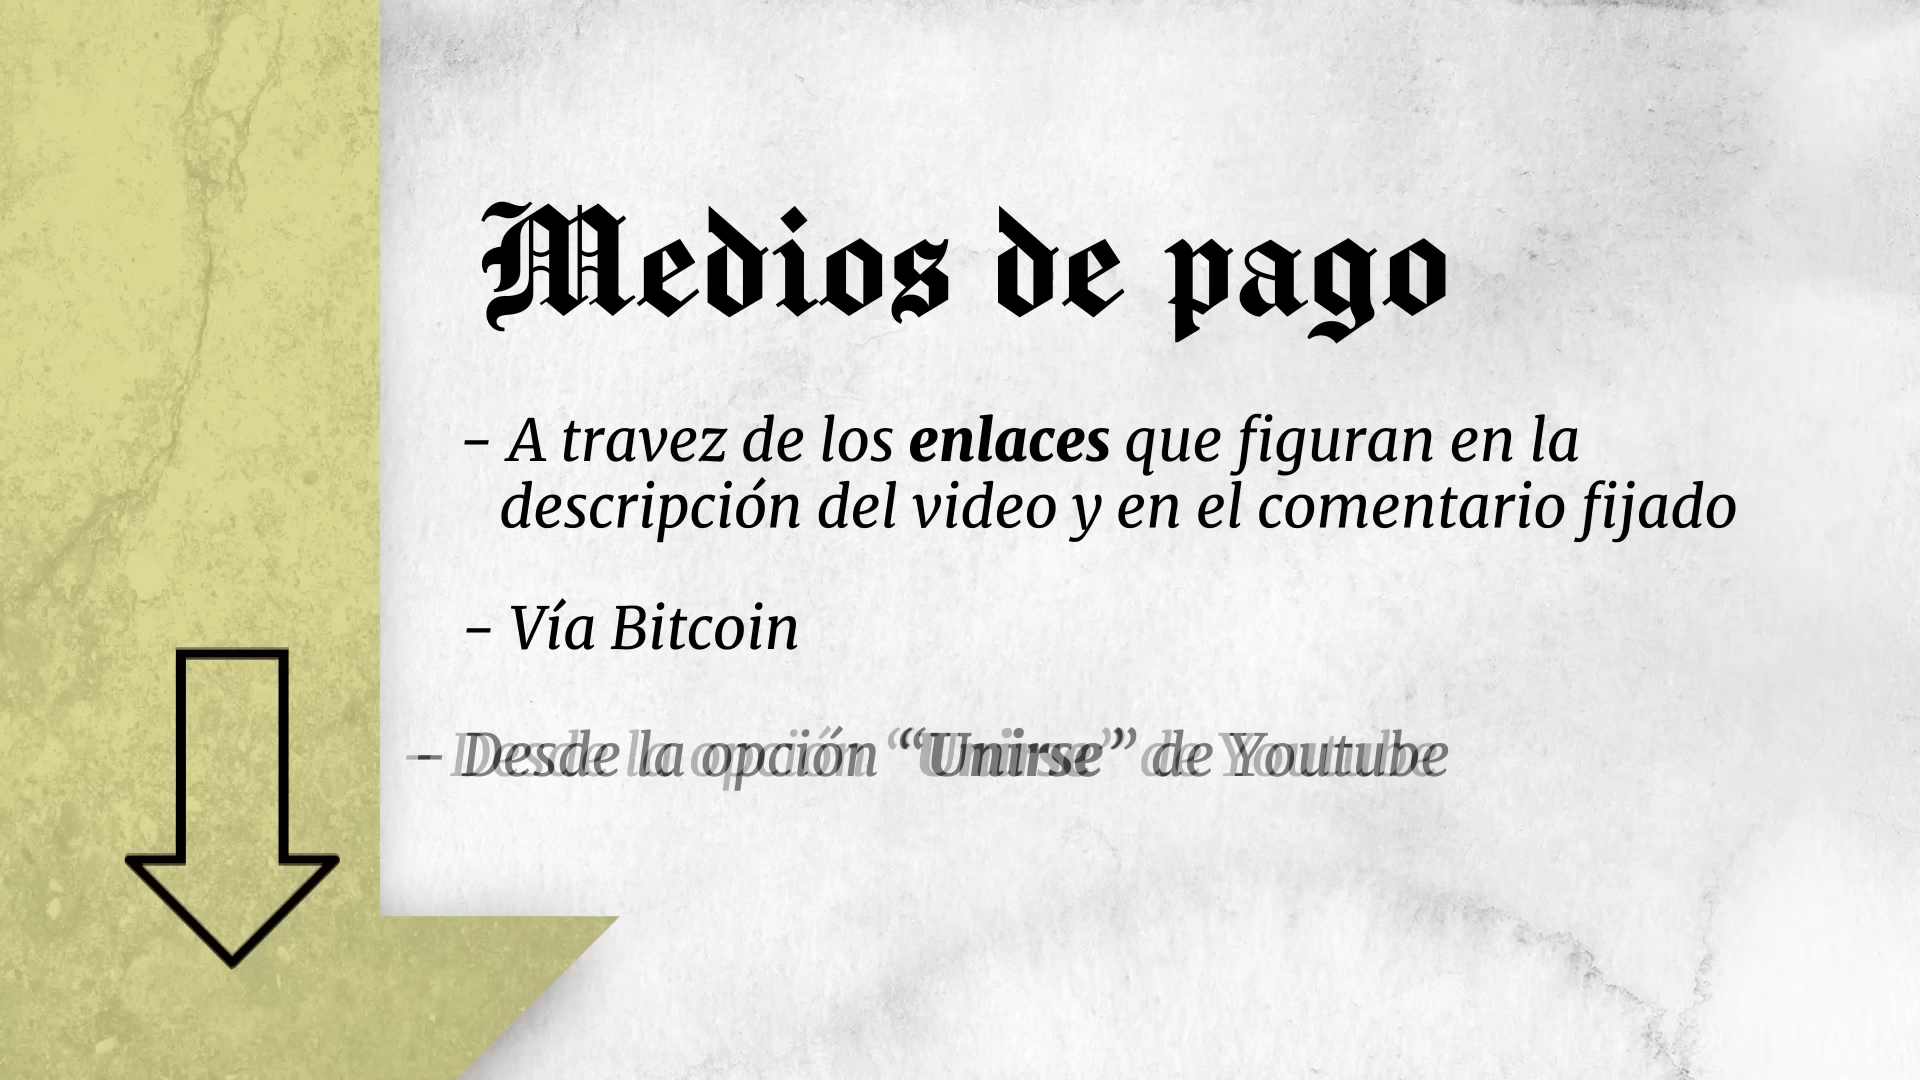 Medios de pago
- A travez de los enlaces que figuran en la
descripción del video y en el comentario fijado
- Vía Bitcoin
- Desde la opción “Unirse” de Youtube